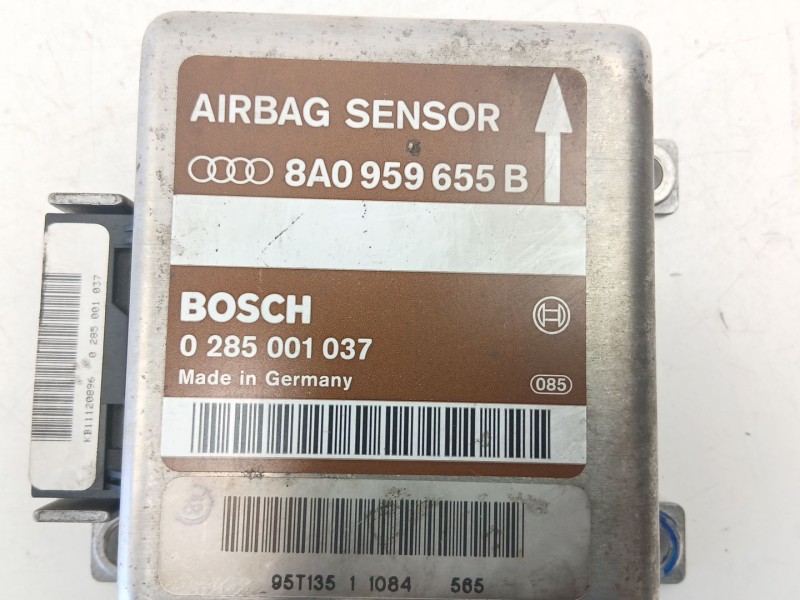 AIRBAG SENSOR
8A0 959 655 B
BOSCH
0 285 001 037
Made in Germany
085
95T135 1 1084 565
KB11120896 0 285 001 037